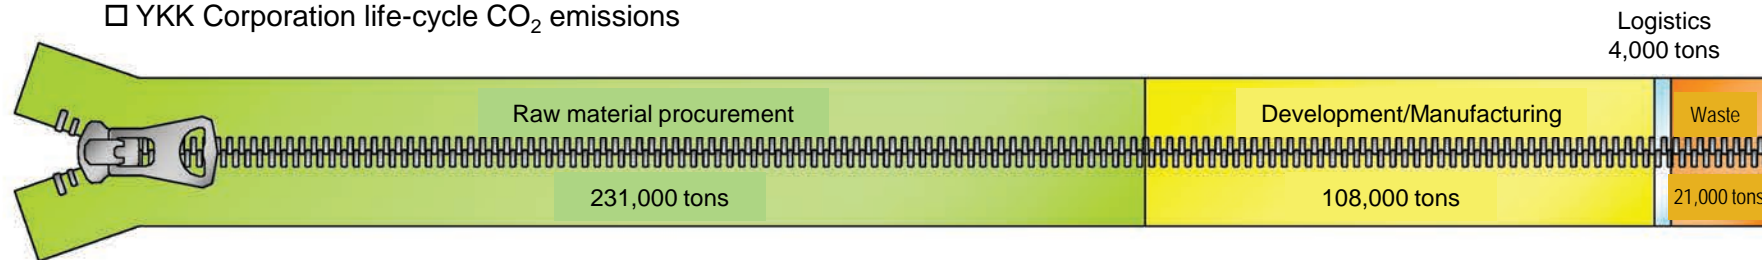 □ YKK Corporation life-cycle CO₂ emissions
Logistics
4,000 tons
Raw material procurement
Development/Manufacturing
Waste
231,000 tons
108,000 tons
21,000 tons